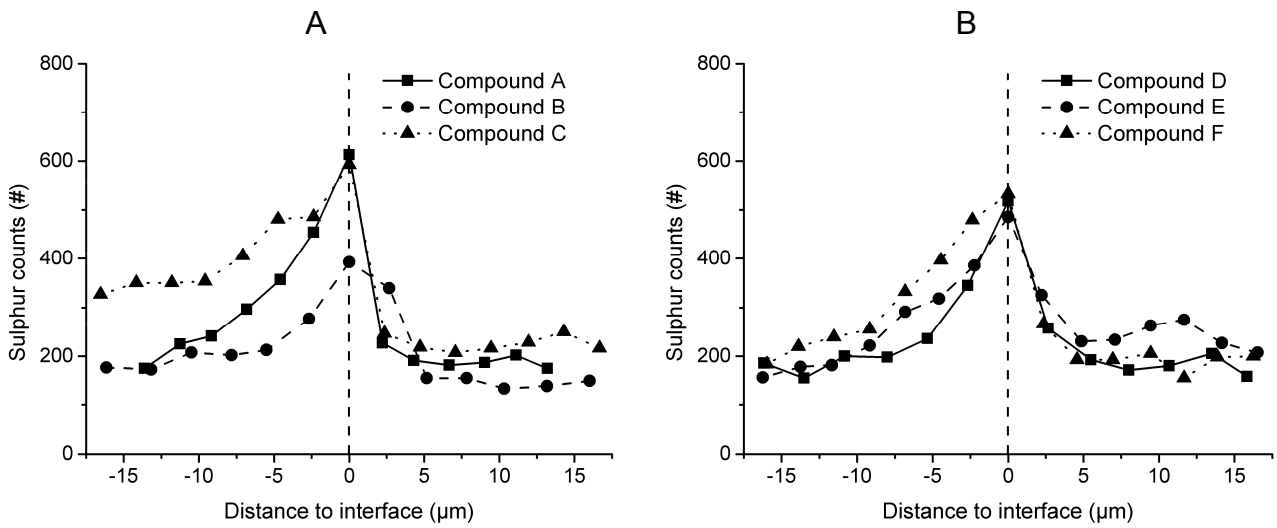 A
Sulphur counts (#)
800
600
400
200
0
Compound A
Compound B
Compound C
-15 -10 -5 0 5 10 15
Distance to interface (µm)
B
Sulphur counts (#)
800
600
400
200
0
Compound D
Compound E
Compound F
-15 -10 -5 0 5 10 15
Distance to interface (µm)